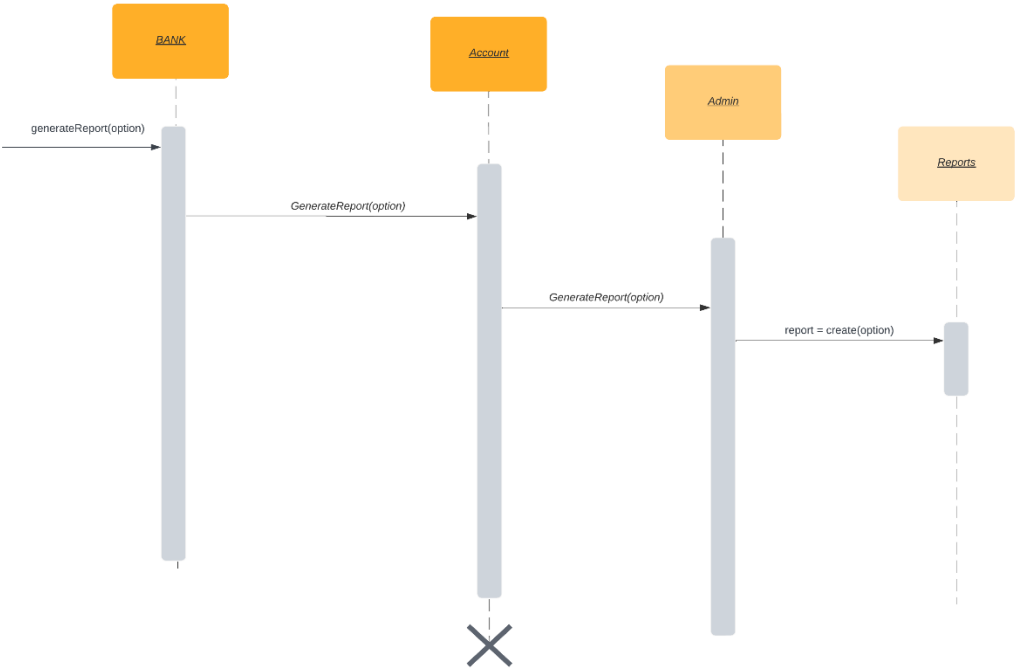 BANK
Account
Admin
Reports
generateReport(option)
GenerateReport(option)
GenerateReport(option)
report = create(option)